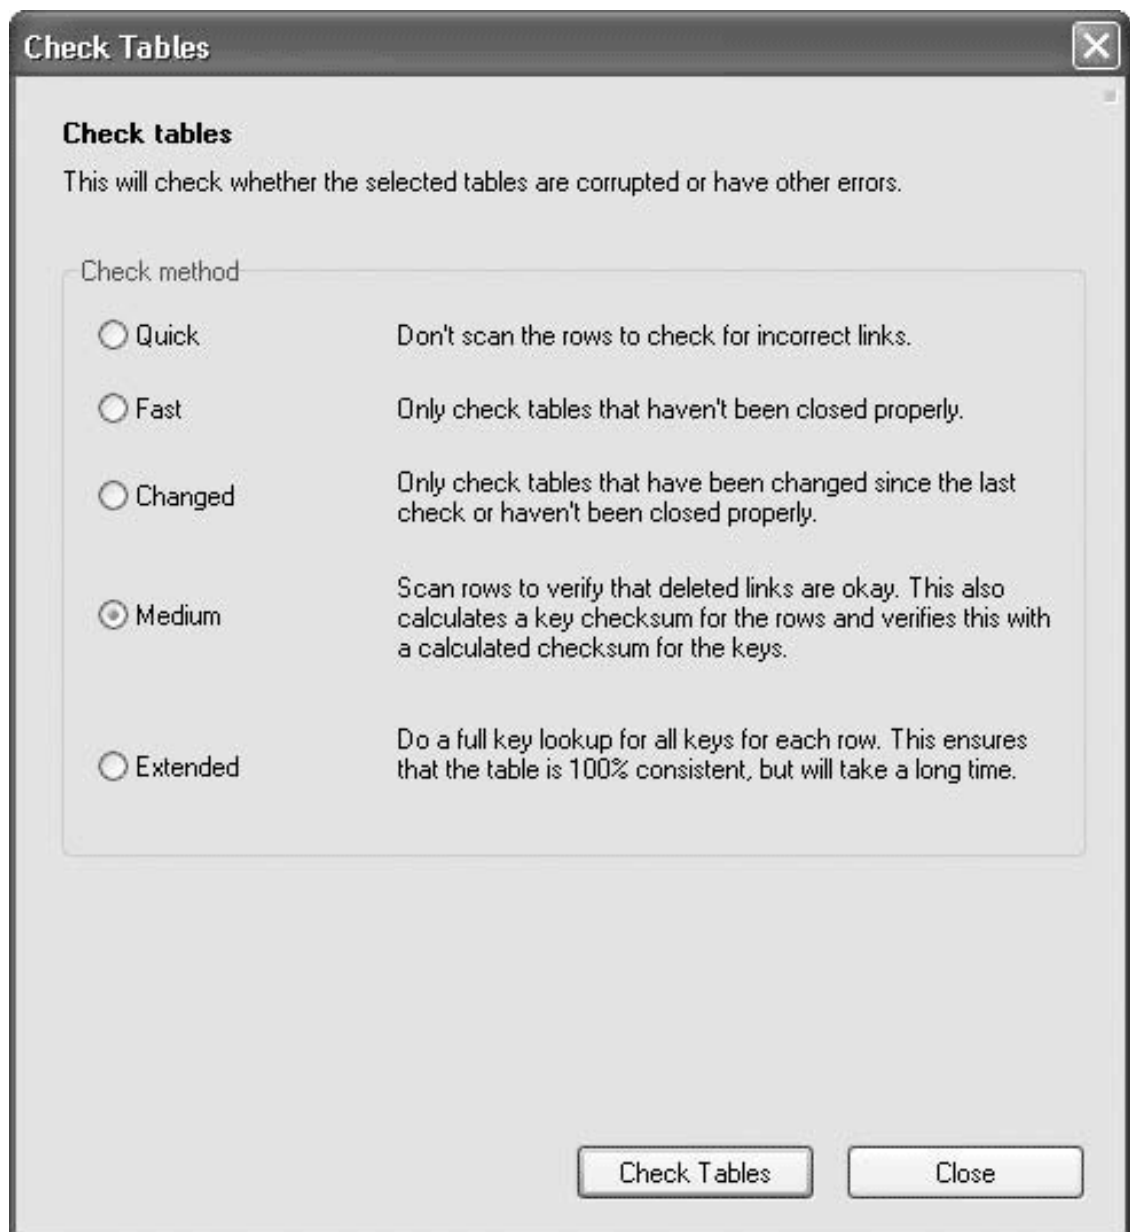 Check Tables
Check tables
This will check whether the selected tables are corrupted or have other errors.
Check method
Quick
Don't scan the rows to check for incorrect links.
Fast
Only check tables that haven't been closed properly.
Changed
Only check tables that have been changed since the last
check or haven't been closed properly.
Medium
Scan rows to verify that deleted links are okay. This also
calculates a key checksum for the rows and verifies this with
a calculated checksum for the keys.
Extended
Do a full key lookup for all keys for each row. This ensures
that the table is 100% consistent, but will take a long time.
Check Tables
Close